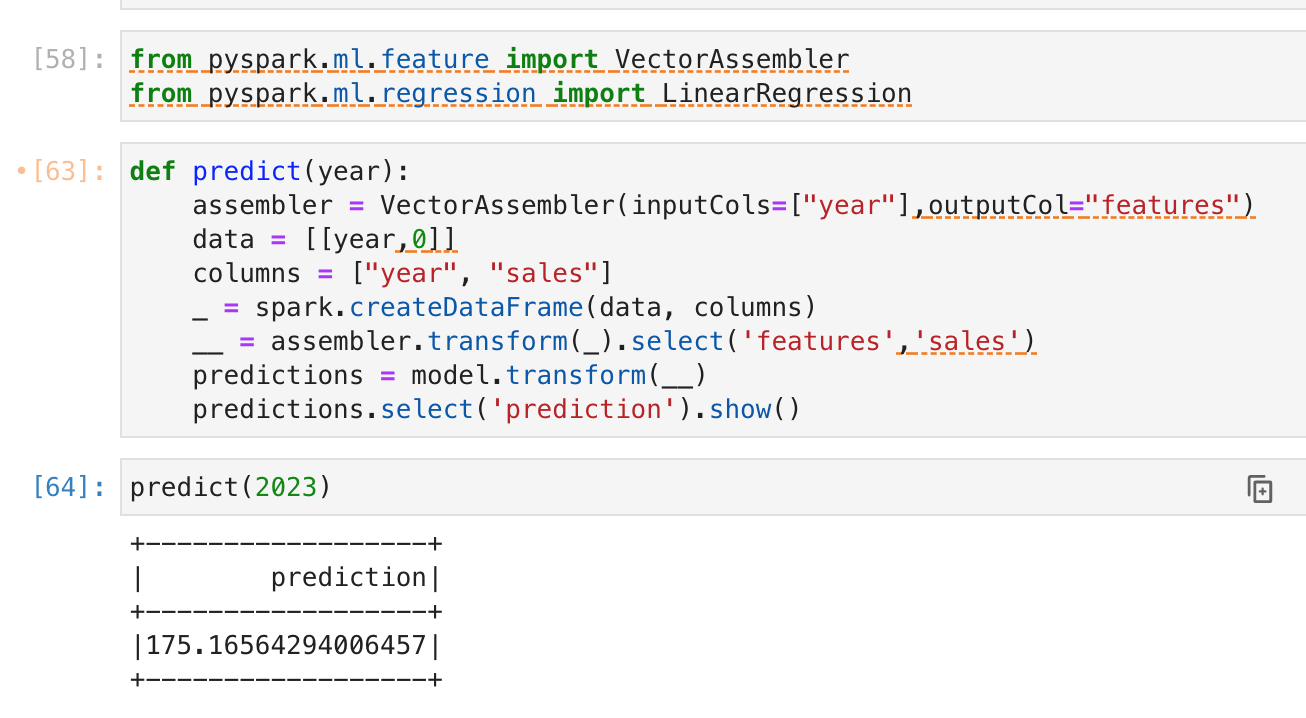 [58]: from pyspark.ml.feature import VectorAssembler
from pyspark.ml.regression import LinearRegression
•[63]: def predict(year):
    assembler = VectorAssembler(inputCols=["year"],outputCol="features")
    data = [[year,0]]
    columns = ["year", "sales"]
    _ = spark.createDataFrame(data, columns)
    __ = assembler.transform(_).select('features','sales')
    predictions = model.transform(__)
    predictions.select('prediction').show()
[64]: predict(2023)
+------------------+
|        prediction|
+------------------+
|175.16564294006457|
+------------------+